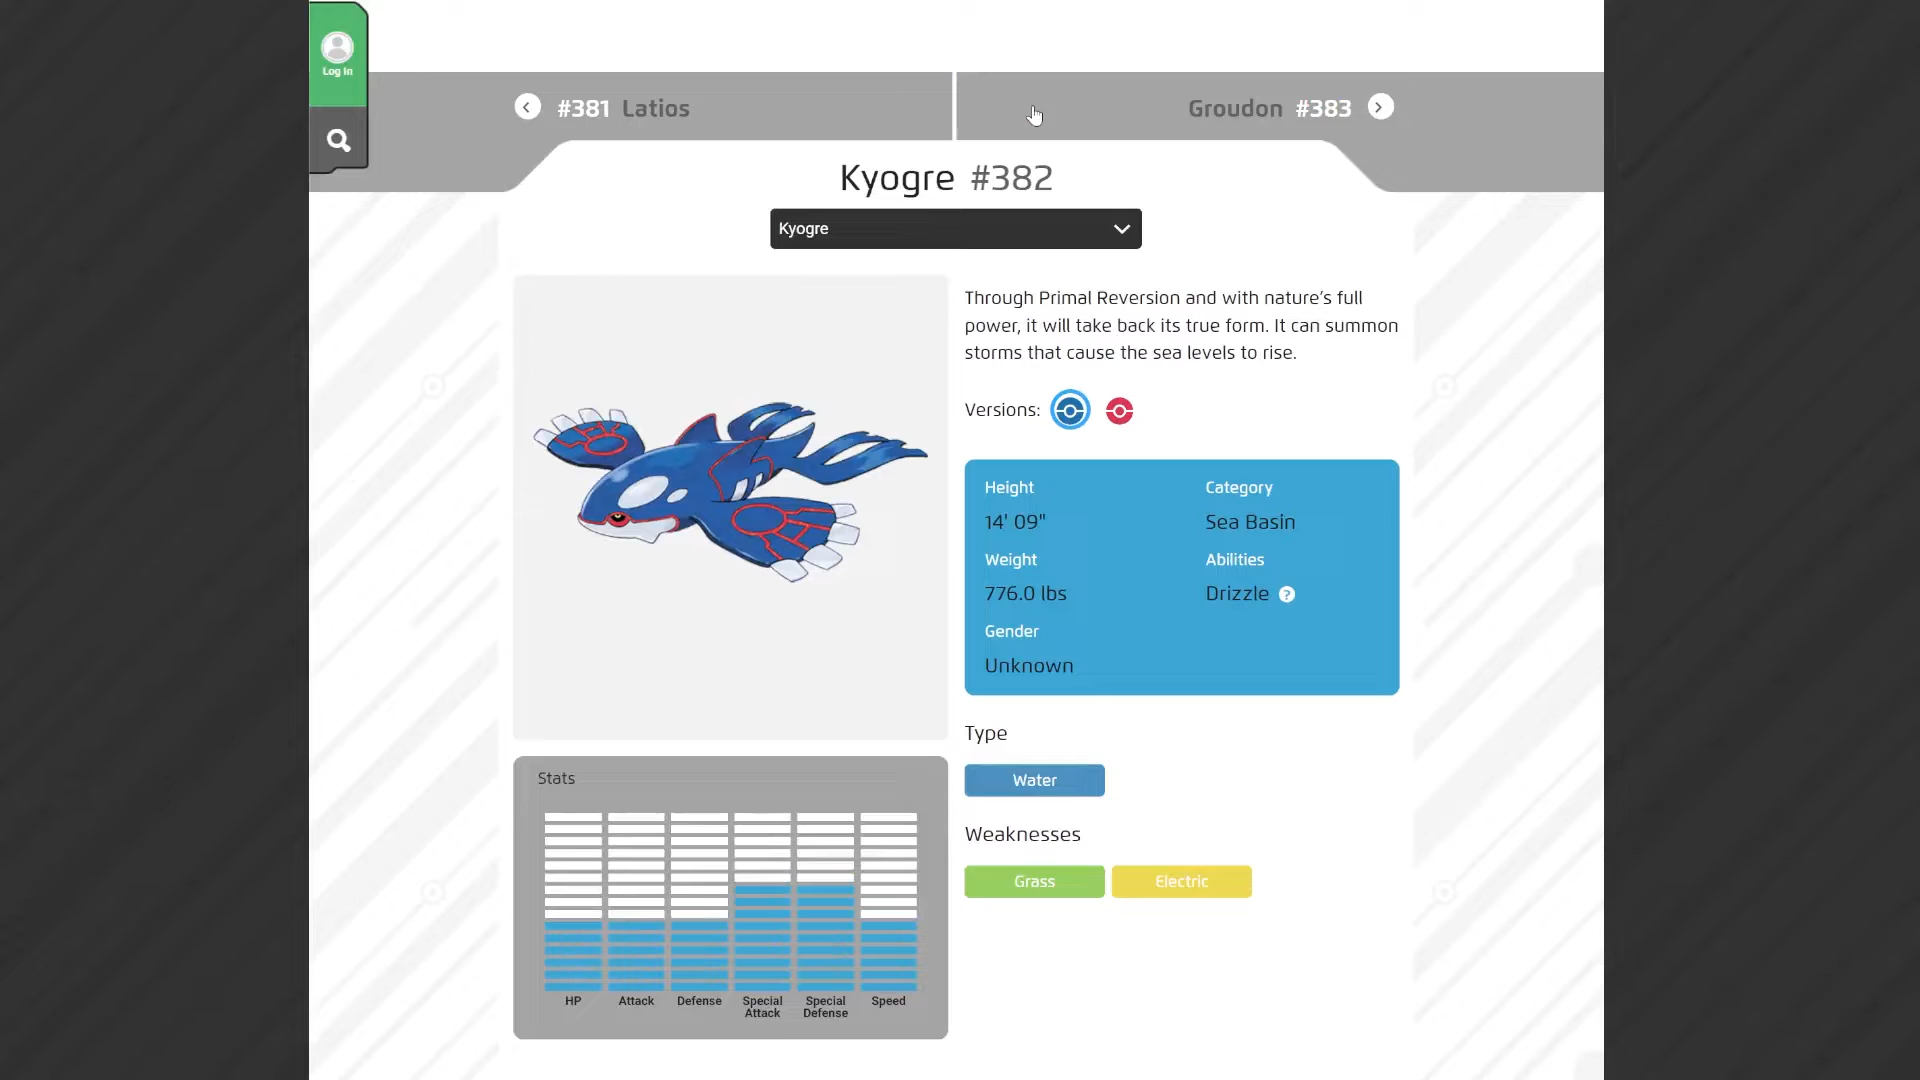 Log In
#381 Latios
Groudon #383
Kyogre #382
Kyogre
Through Primal Reversion and with nature’s full
power, it will take back its true form. It can summon
storms that cause the sea levels to rise.
Versions:
Height
14' 09"
Weight
776.0 lbs
Gender
Unknown
Category
Sea Basin
Abilities
Drizzle ?
Type
Water
Weaknesses
Grass Electric
Stats
HP Attack Defense Special Attack Special Defense Speed